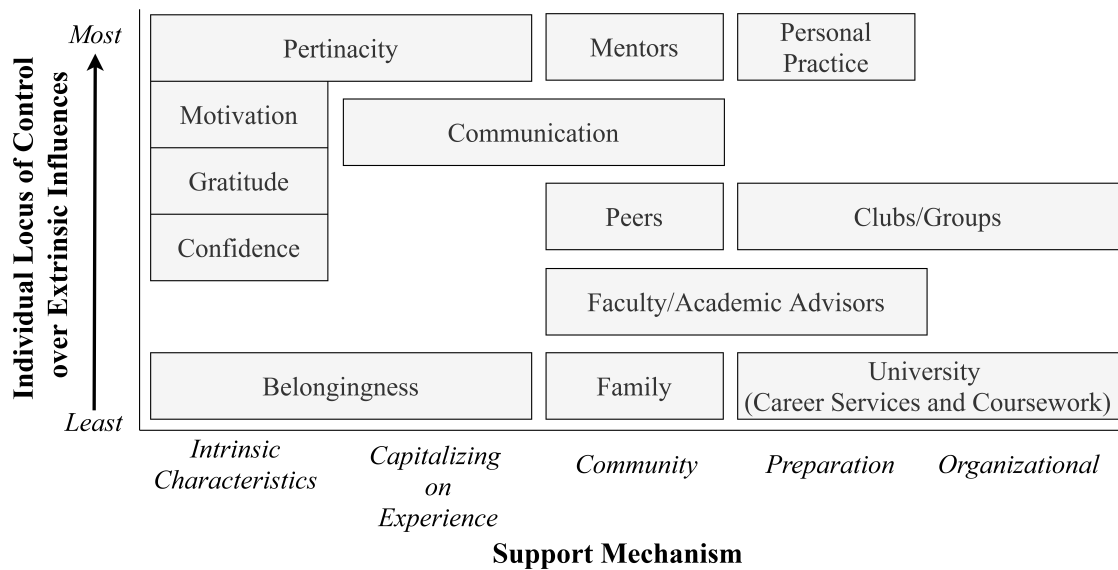 Individual Locus of Control
over Extrinsic Influences
Most
Least
Pertinacity
Mentors
Personal
Practice
Motivation
Communication
Gratitude
Peers
Clubs/Groups
Confidence
Faculty/Academic Advisors
Belongingness
Family
University
(Career Services and Coursework)
Intrinsic
Characteristics
Capitalizing
on
Experience
Community
Preparation
Organizational
Support Mechanism